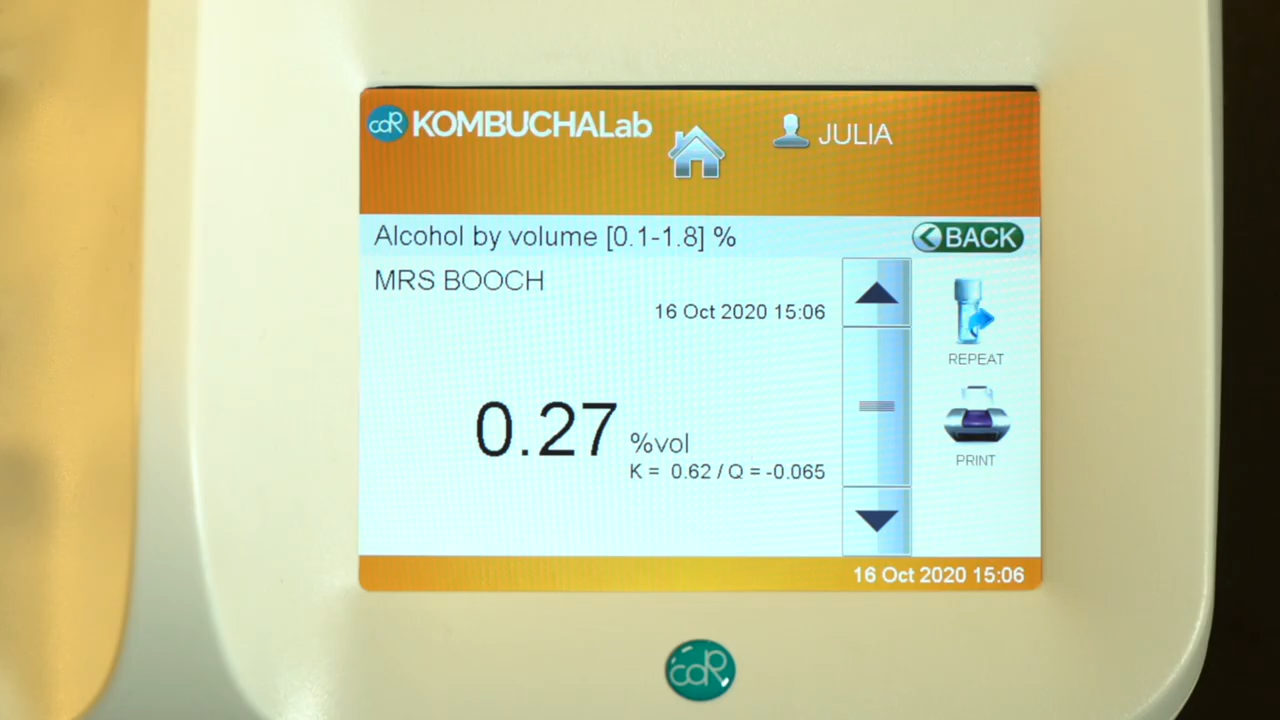 cdR KOMBUCHALab
JULIA
Alcohol by volume [0.1-1.8] %
BACK
MRS BOOCH
16 Oct 2020 15:06
REPEAT
0.27 %vol
K = 0.62 / Q = -0.065
PRINT
16 Oct 2020 15:06
cdR